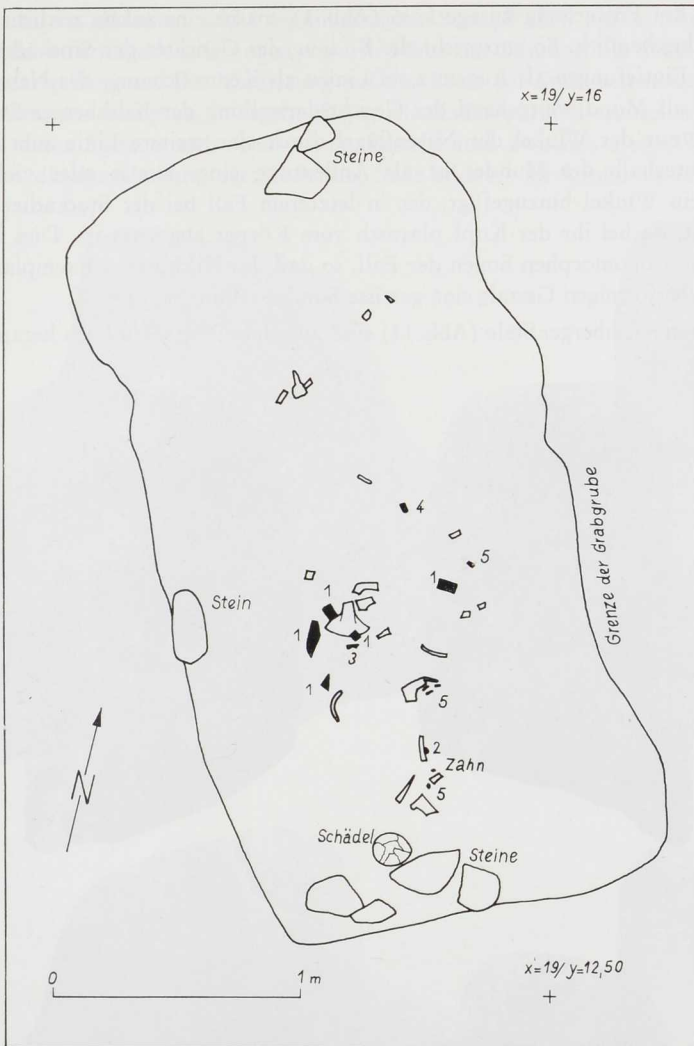 x=19/y=16
Steine
4
5
1
1
Stein
1
1
3
1
5
2
Zahn
5
Schädel
Steine
Grenze der Grabgrube
N
0
1 m
x=19/y=12,50